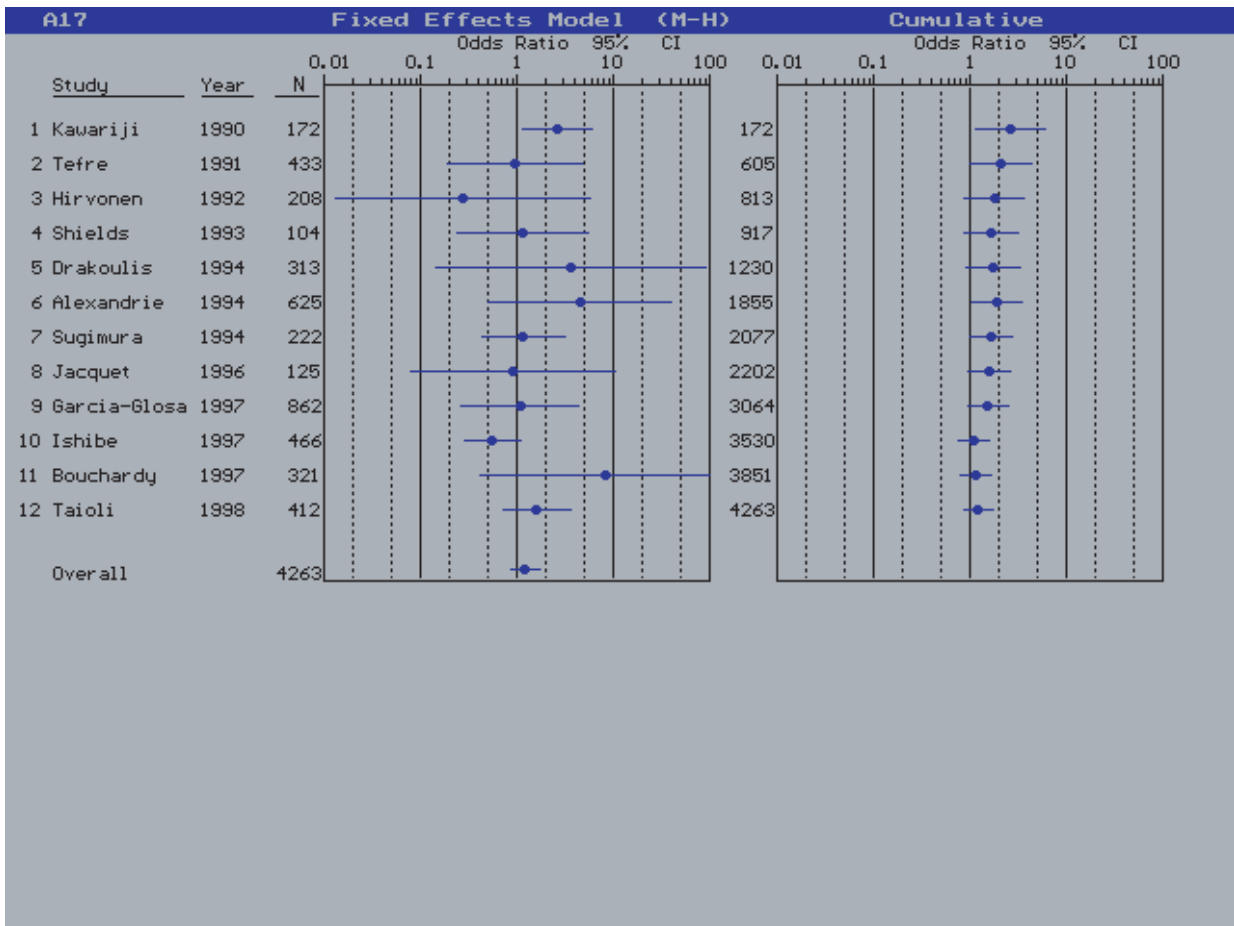 A17 Fixed Effects Model (M-H) Cumulative
Odds Ratio 95% CI Odds Ratio 95% CI
0.01 0.1 1 10 100 0.01 0.1 1 10 100
Study Year N
1 Kawariji 1990 172 172
2 Tefre 1991 433 605
3 Hirvonen 1992 208 813
4 Shields 1993 104 917
5 Drakoulis 1994 313 1230
6 Alexandrie 1994 625 1855
7 Sugimura 1994 222 2077
8 Jacquet 1996 125 2202
9 Garcia-Glosa 1997 862 3064
10 Ishibe 1997 466 3530
11 Bouchardy 1997 321 3851
12 Taioli 1998 412 4263
Overall 4263